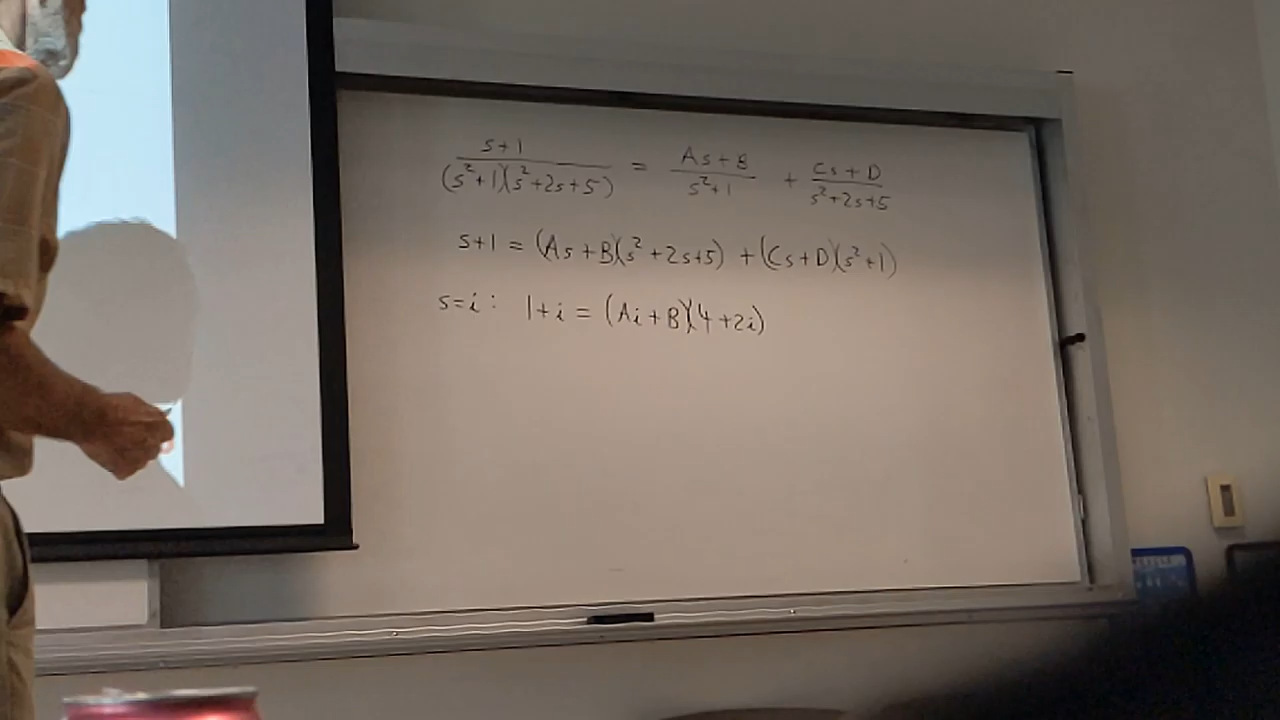 s+1 / (s²+1)(s²+2s+5) = As+B / s²+1 + Cs+D / s²+2s+5
s+1 = (As+B)(s²+2s+5) + (Cs+D)(s²+1)
s=i: 1+i = (Ai+B)(4+2i)